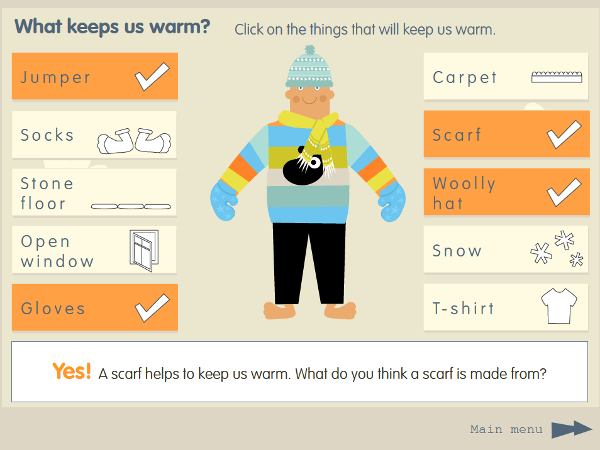 What keeps us warm?
Click on the things that will keep us warm.
Jumper
Socks
Stone
floor
Open
window
Gloves
Carpet
Scarf
Woolly
hat
Snow
T-shirt
Yes! A scarf helps to keep us warm. What do you think a scarf is made from?
Main menu